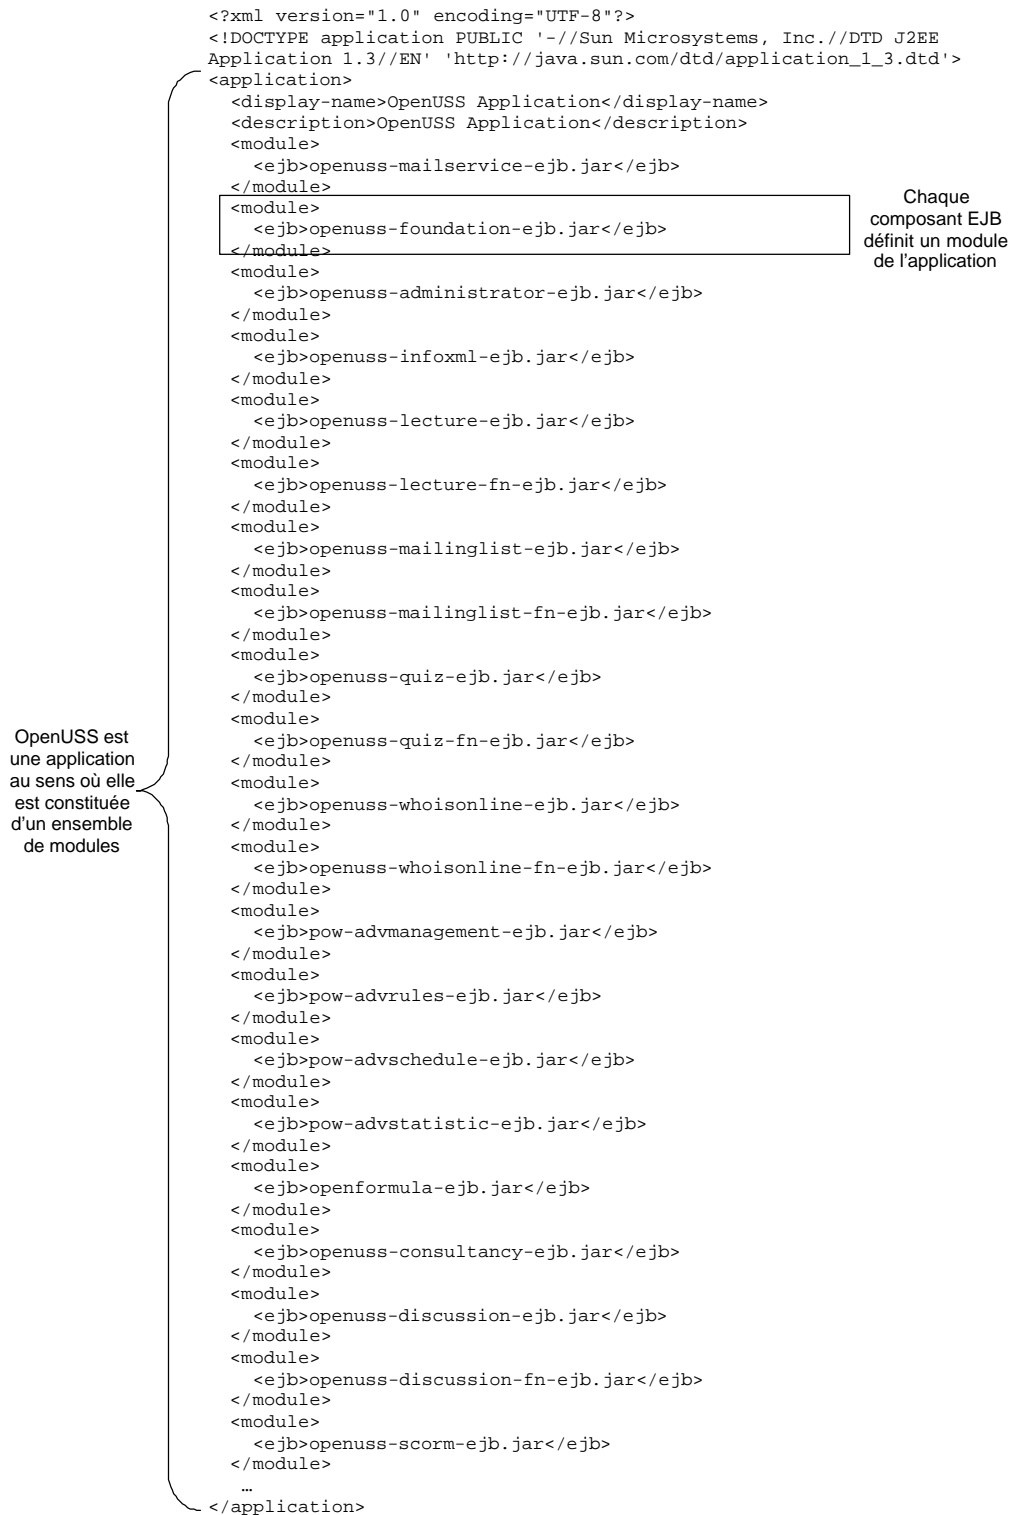 <?xml version="1.0" encoding="UTF-8"?>
<!DOCTYPE application PUBLIC '-//Sun Microsystems, Inc.//DTD J2EE
Application 1.3//EN' 'http://java.sun.com/dtd/application_1_3.dtd'>
<application>
<display-name>OpenUSS Application</display-name>
<description>OpenUSS Application</description>
<module>
<ejb>openuss-mailservice-ejb.jar</ejb>
</module>
<module>
<ejb>openuss-foundation-ejb.jar</ejb>
</module>
Chaque
composant EJB
définit un module
de l'application
<module>
<ejb>openuss-administrator-ejb.jar</ejb>
</module>
<module>
<ejb>openuss-infoxml-ejb.jar</ejb>
</module>
<module>
<ejb>openuss-lecture-ejb.jar</ejb>
</module>
<module>
<ejb>openuss-lecture-fn-ejb.jar</ejb>
</module>
<module>
<ejb>openuss-mailinglist-ejb.jar</ejb>
</module>
<module>
<ejb>openuss-mailinglist-fn-ejb.jar</ejb>
</module>
<module>
<ejb>openuss-quiz-ejb.jar</ejb>
</module>
<module>
<ejb>openuss-quiz-fn-ejb.jar</ejb>
</module>
OpenUSS est
une application
au sens où elle
est constituée
d'un ensemble
de modules
<module>
<ejb>openuss-whoisonline-ejb.jar</ejb>
</module>
<module>
<ejb>openuss-whoisonline-fn-ejb.jar</ejb>
</module>
<module>
<ejb>pow-advmanagement-ejb.jar</ejb>
</module>
<module>
<ejb>pow-advrules-ejb.jar</ejb>
</module>
<module>
<ejb>pow-advschedule-ejb.jar</ejb>
</module>
<module>
<ejb>pow-advstatistic-ejb.jar</ejb>
</module>
<module>
<ejb>openformula-ejb.jar</ejb>
</module>
<module>
<ejb>openuss-consultancy-ejb.jar</ejb>
</module>
<module>
<ejb>openuss-discussion-ejb.jar</ejb>
</module>
<module>
<ejb>openuss-discussion-fn-ejb.jar</ejb>
</module>
<module>
<ejb>openuss-scorm-ejb.jar</ejb>
</module>
…
</application>